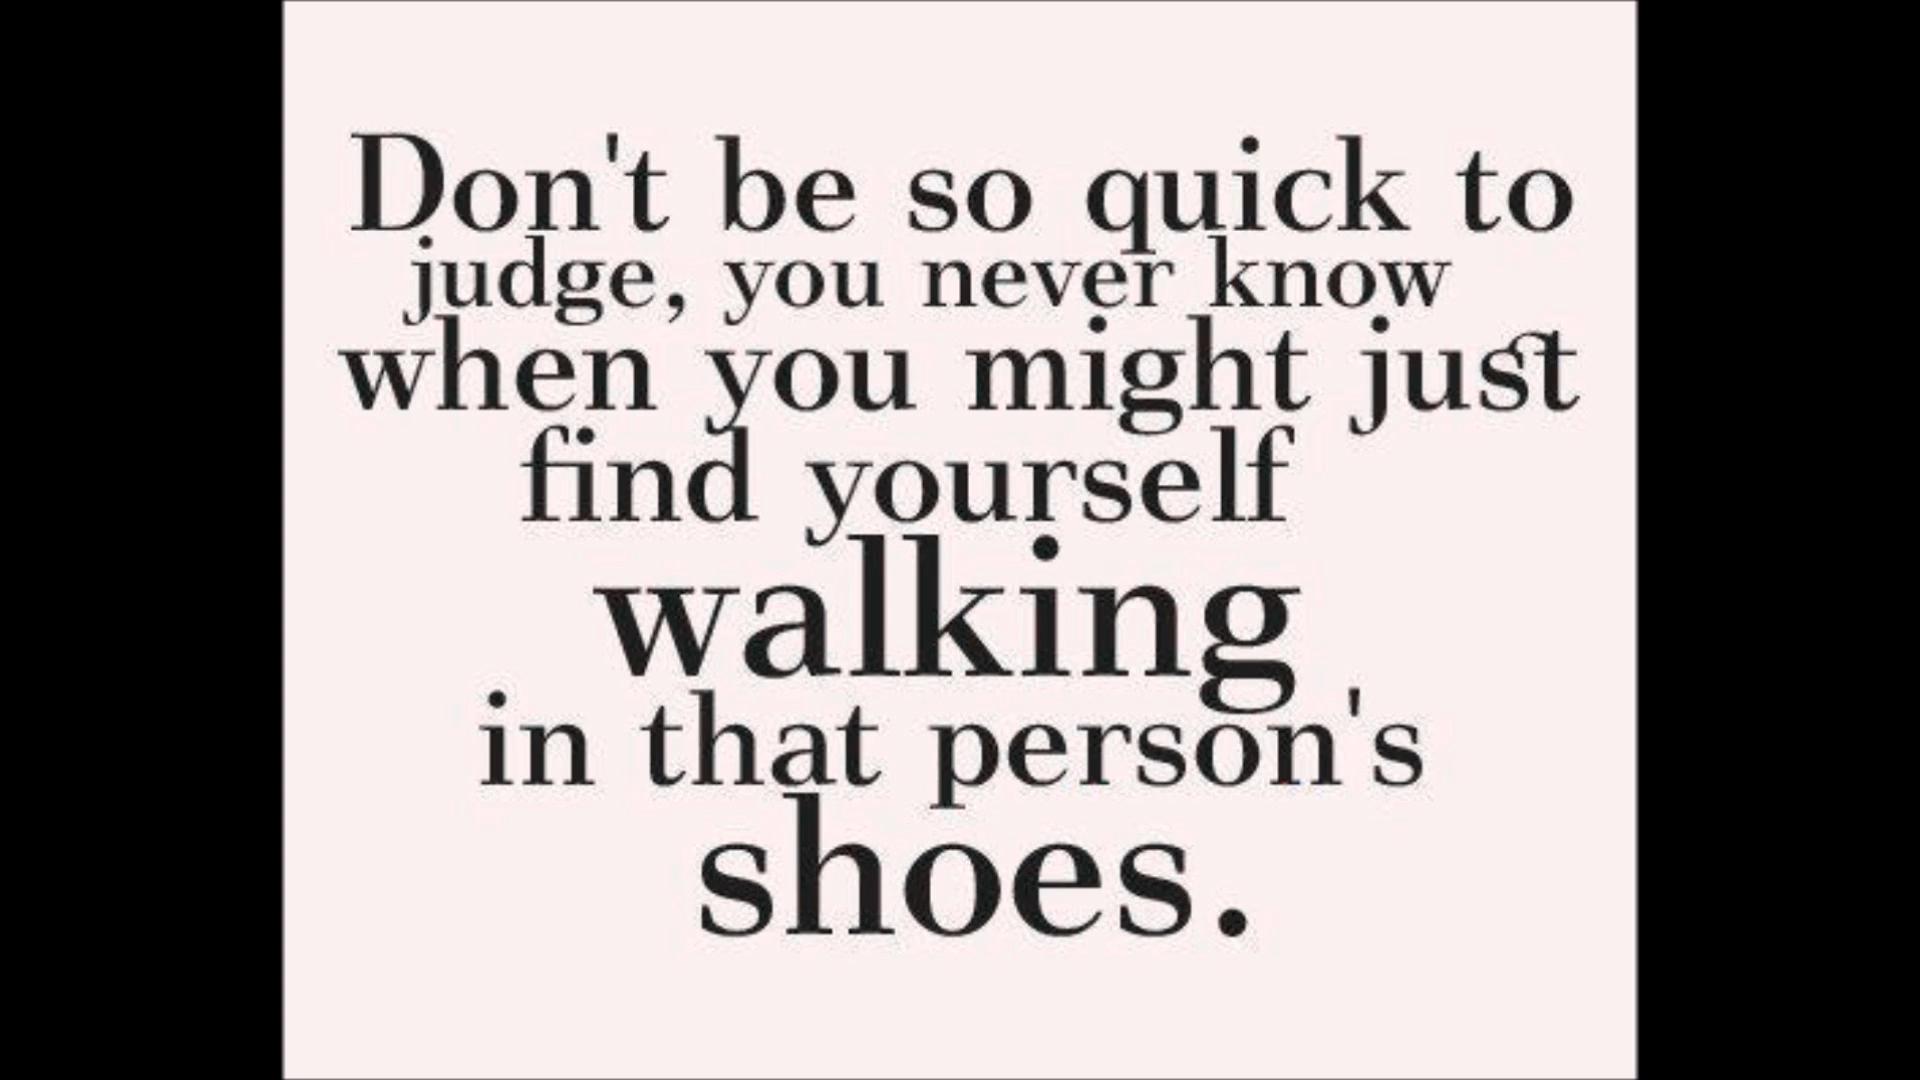 Don't be so quick to
judge, you never know
when you might just
find yourself
walking
in that person's
shoes.